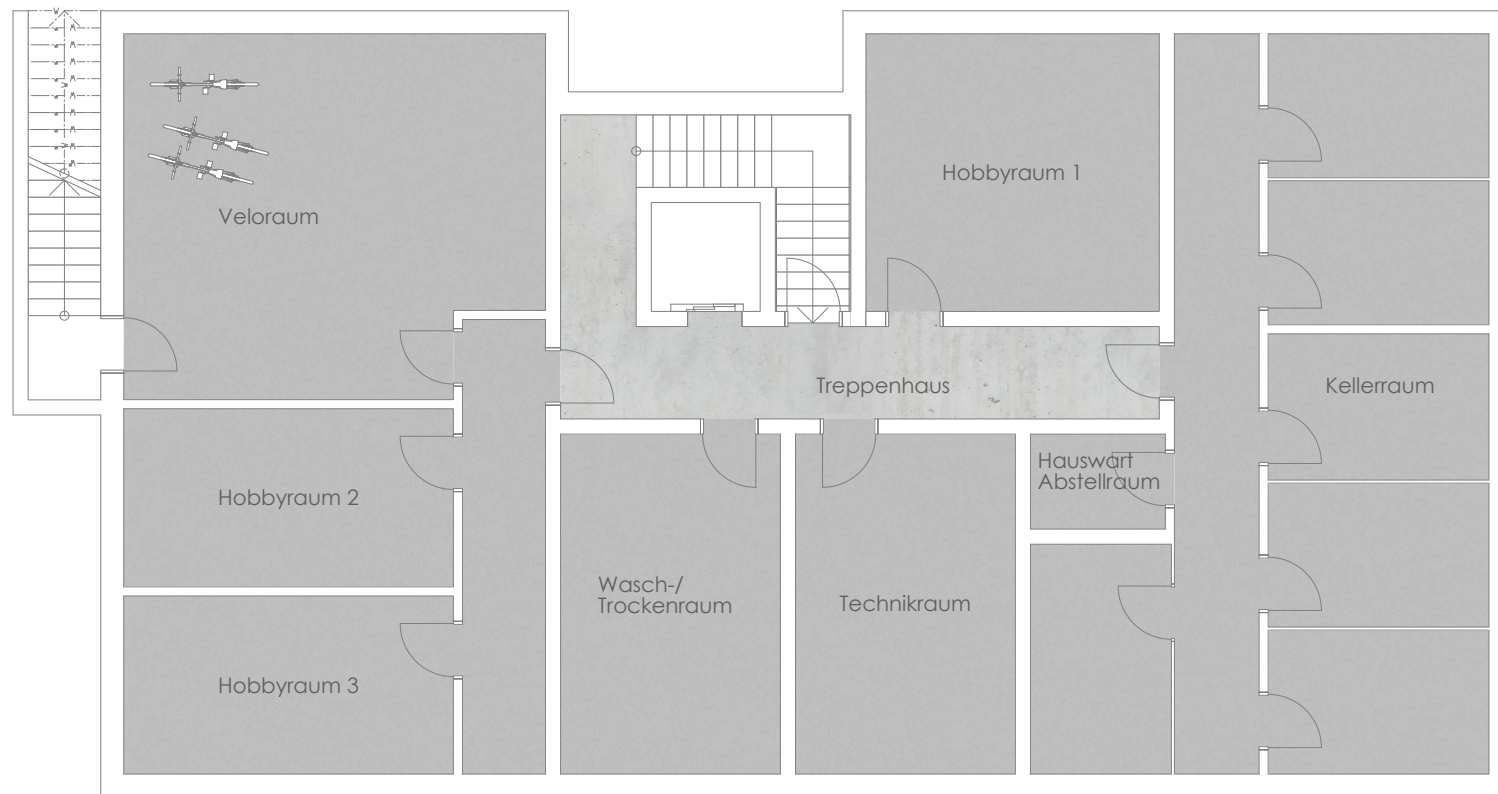 Hobbyraum 1
Veloraum
Treppenhaus
Kellerraum
Hauswart
Abstellraum
Hobbyraum 2
Wasch-/
Trockenraum
Technikraum
Hobbyraum 3